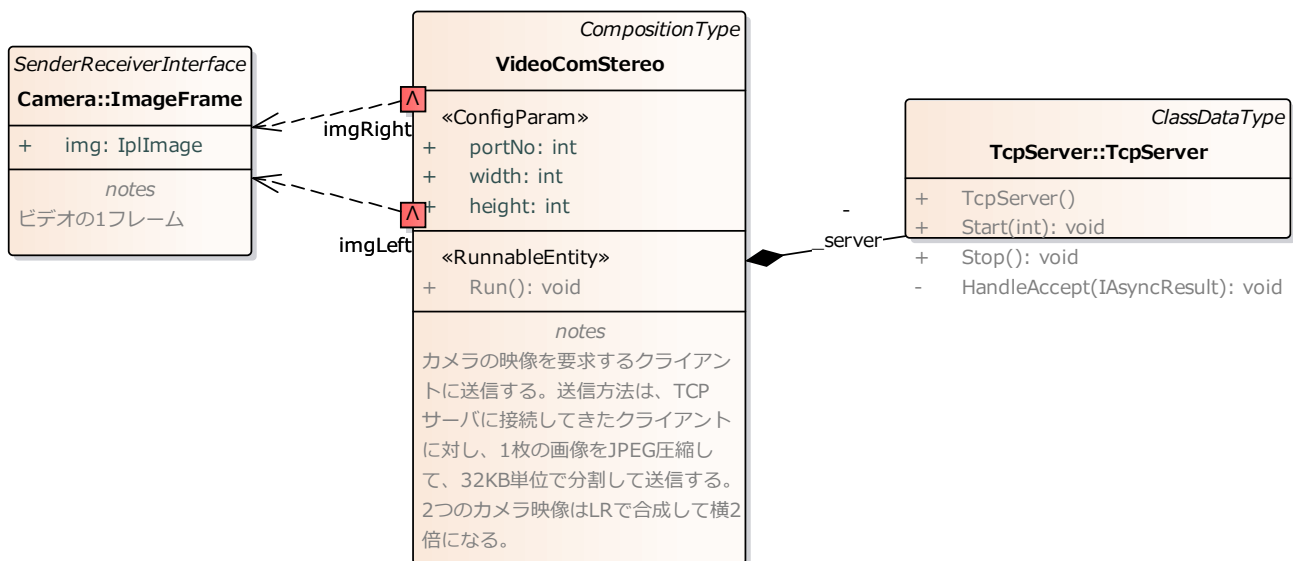 SenderReceiverInterface
Camera::ImageFrame
+ img: IplImage
notes
ビデオの1フレーム
imgRight
imgLeft
CompositionType
VideoComStereo
«ConfigParam»
+ portNo: int
+ width: int
+ height: int
«RunnableEntity»
+ Run(): void
notes
カメラの映像を要求するクライアン
トに送信する。送信方法は、TCP
サーバに接続してきたクライアント
に対し、1枚の画像をJPEG圧縮し
て、32KB単位で分割して送信する。
2つのカメラ映像はLRで合成して横2
倍になる。
-
_server
ClassDataType
TcpServer::TcpServer
+ TcpServer()
+ Start(int): void
+ Stop(): void
- HandleAccept(IAsyncResult): void